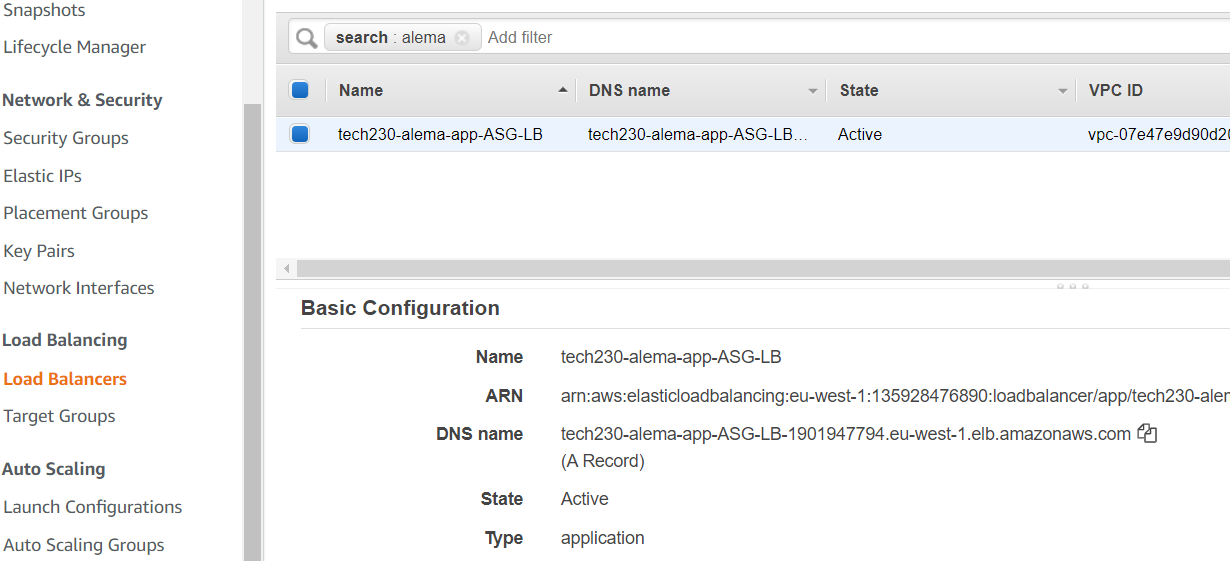 Snapshots
Lifecycle Manager
Network & Security
Security Groups
Elastic IPs
Placement Groups
Key Pairs
Network Interfaces
Load Balancing
Load Balancers
Target Groups
Auto Scaling
Launch Configurations
Auto Scaling Groups
search : alema Add filter
Name DNS name State VPC ID
tech230-alema-app-ASG-LB tech230-alema-app-ASG-LB... Active vpc-07e47e9d90d20
Basic Configuration
Name tech230-alema-app-ASG-LB
ARN arn:aws:elasticloadbalancing:eu-west-1:135928476890:loadbalancer/app/tech230-alem
DNS name tech230-alema-app-ASG-LB-1901947794.eu-west-1.elb.amazonaws.com
(A Record)
State Active
Type application